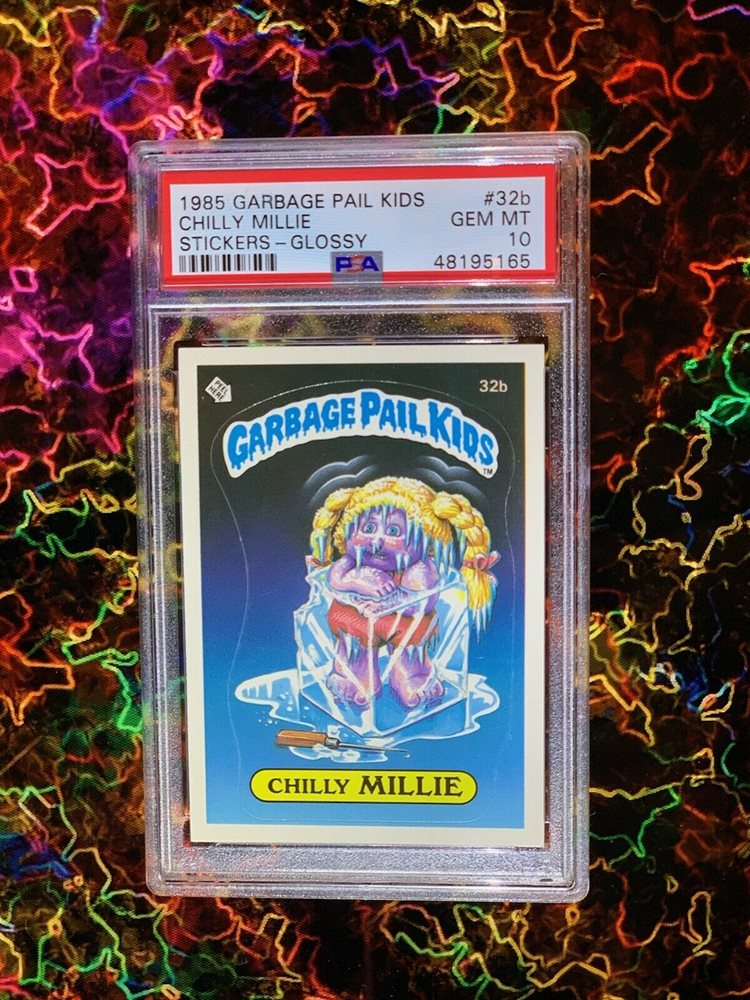 1985 GARBAGE PAIL KIDS #32b
CHILLY MILLIE GEM MT
STICKERS – GLOSSY 10
PSA 48195165
PEEL HERE
32b
GARBAGE PAIL KIDS
TM
CHILLY MILLIE